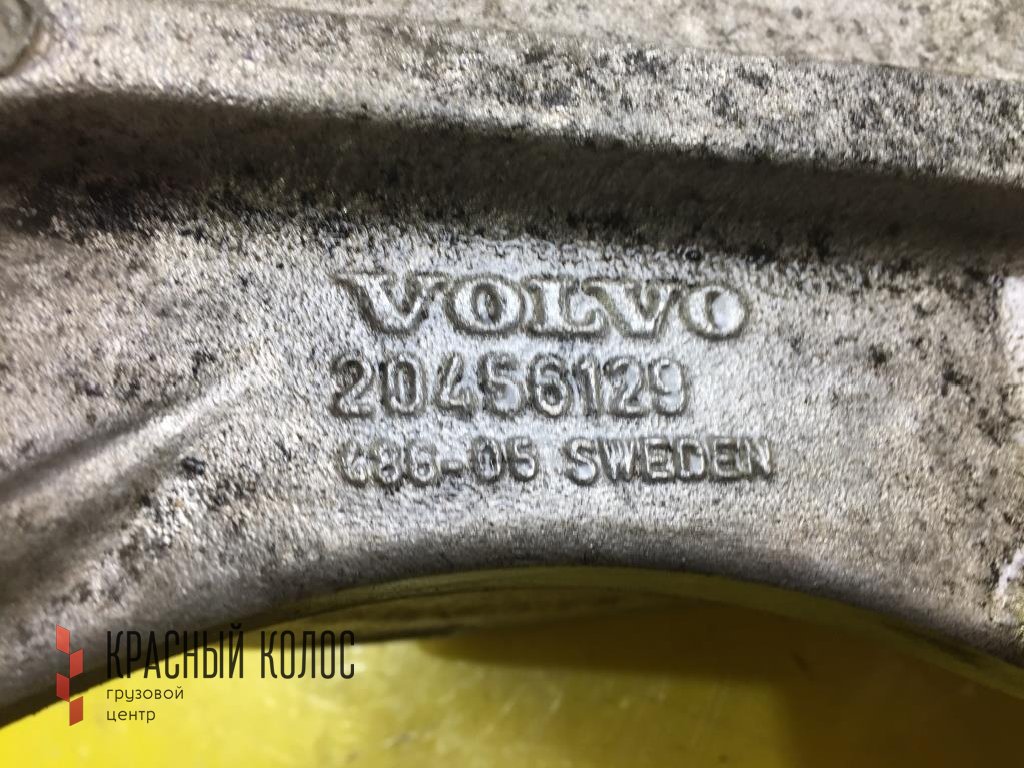 VOLVO
20456129
SWEDEN
КРАСНЫЙ КОЛОС
грузовой
центр